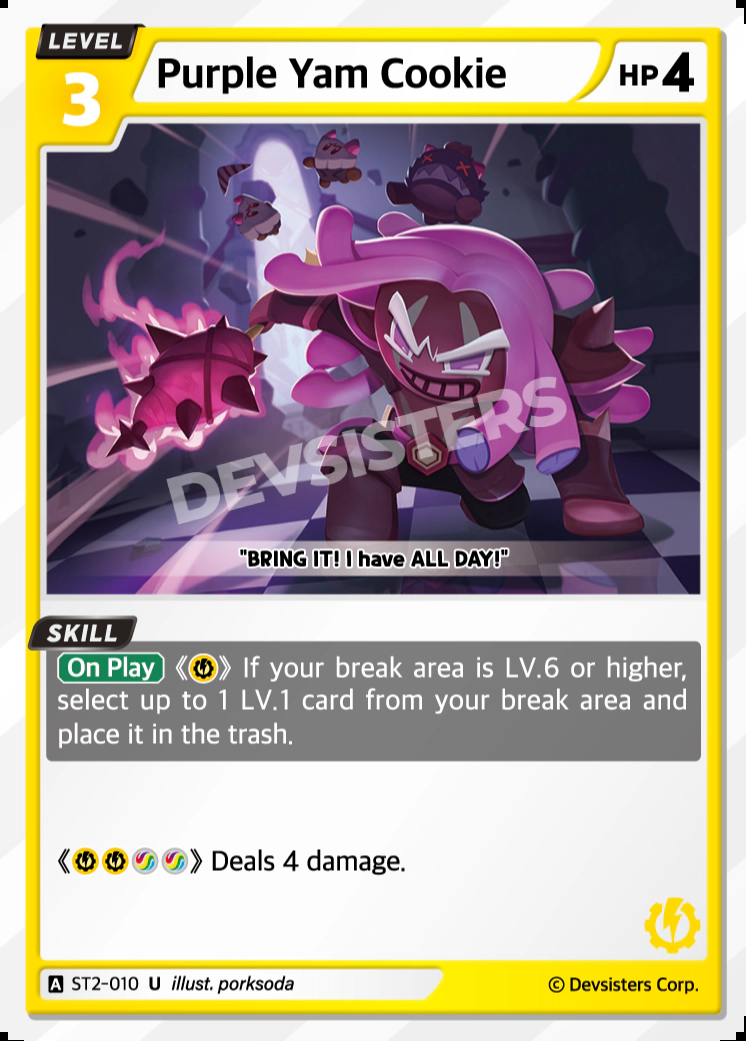 LEVEL
3
Purple Yam Cookie
HP 4
DEVSISTERS
"BRING IT! I have ALL DAY!"
SKILL
On Play 《 》 If your break area is LV.6 or higher,
select up to 1 LV.1 card from your break area and
place it in the trash.
《 》 Deals 4 damage.
A ST2-010 U illust. porksoda
© Devsisters Corp.